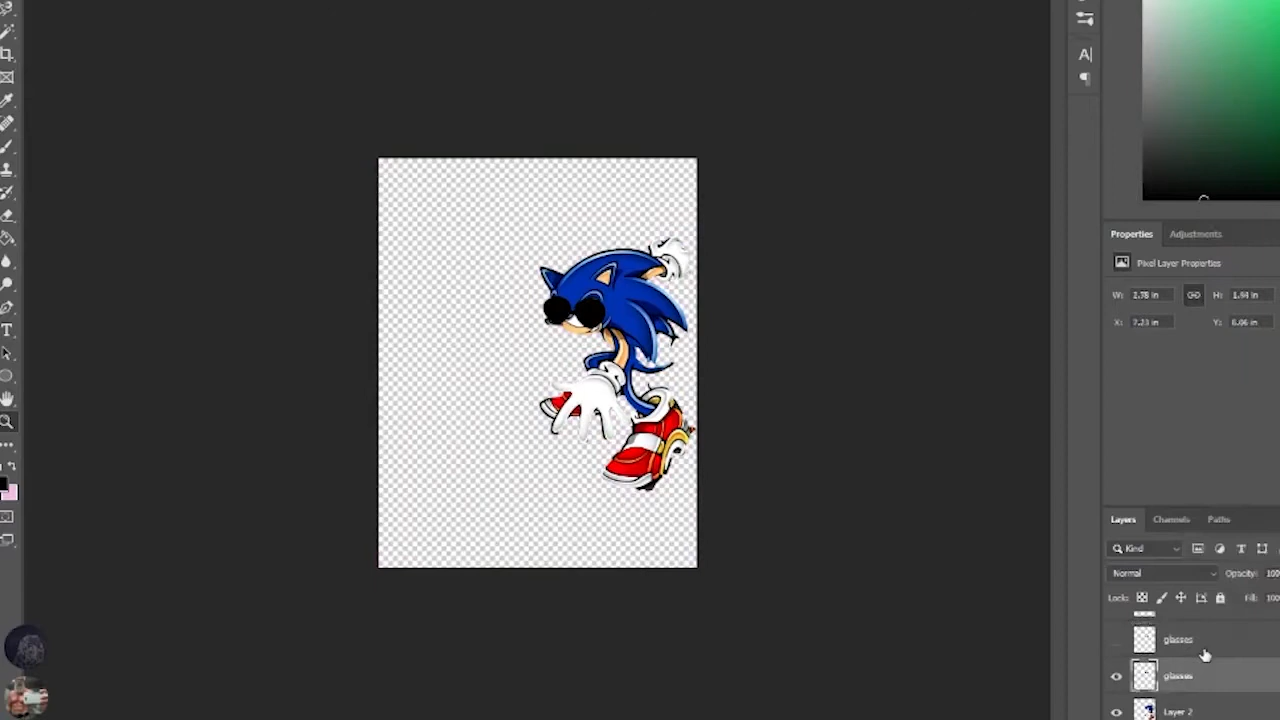 Properties Adjustments
Pixel Layer Properties
W: 2.78 in H: 1.94 in
X: 7.23 in Y: 6.06 in
Layers Channels Paths
Kind
Normal Opacity: 100
Lock: Fill: 100
glasses
glasses
Layer 2